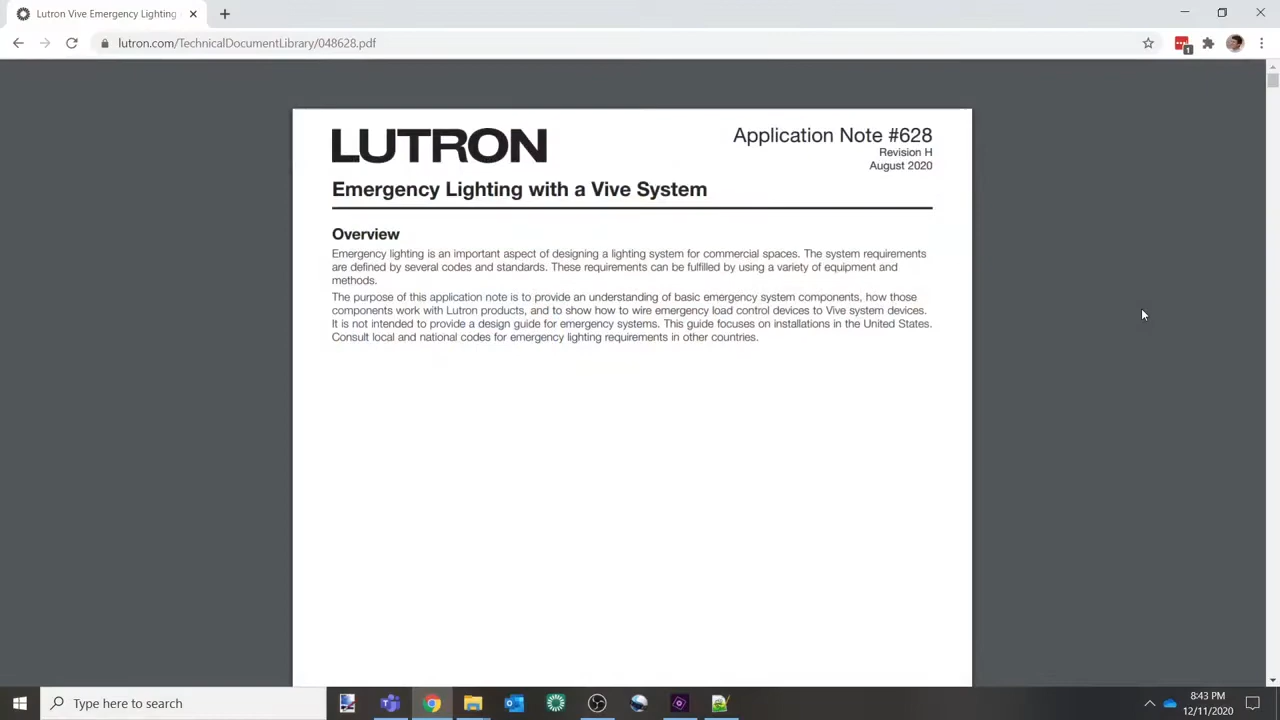 Lutron Vive Emergency Lighting
lutron.com/TechnicalDocumentLibrary/048628.pdf
1
LUTRON
Application Note #628
Revision H
August 2020
Emergency Lighting with a Vive System
Overview
Emergency lighting is an important aspect of designing a lighting system for commercial spaces. The system requirements
are defined by several codes and standards. These requirements can be fulfilled by using a variety of equipment and
methods.
The purpose of this application note is to provide an understanding of basic emergency system components, how those
components work with Lutron products, and to show how to wire emergency load control devices to Vive system devices.
It is not intended to provide a design guide for emergency systems. This guide focuses on installations in the United States.
Consult local and national codes for emergency lighting requirements in other countries.
Type here to search
8:43 PM
12/11/2020